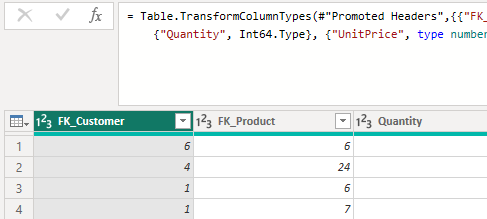 fx
= Table.TransformColumnTypes(#"Promoted Headers",{{"FK_
{"Quantity", Int64.Type}, {"UnitPrice", type number
123 FK_Customer 123 FK_Product 123 Quantity
1 6 6
2 4 24
3 1 6
4 1 7